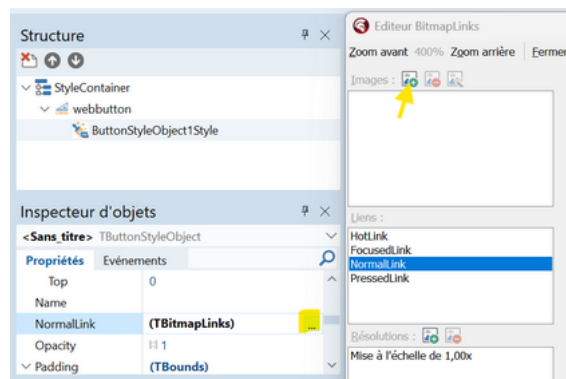 Structure
StyleContainer
webbutton
ButtonStyleObject1Style
Inspecteur d'objets
<Sans_titre> TButtonStyleObject
Propriétés Evénements
Top 0
Name
NormalLink (TBitmapLinks) ...
Opacity 1
Padding (TBounds)
Editeur BitmapLinks
Zoom avant 400% Zoom arrière Fermer
Images :
Liens :
HotLink
FocusedLink
NormalLink
PressedLink
Résolutions :
Mise à l'échelle de 1,00x